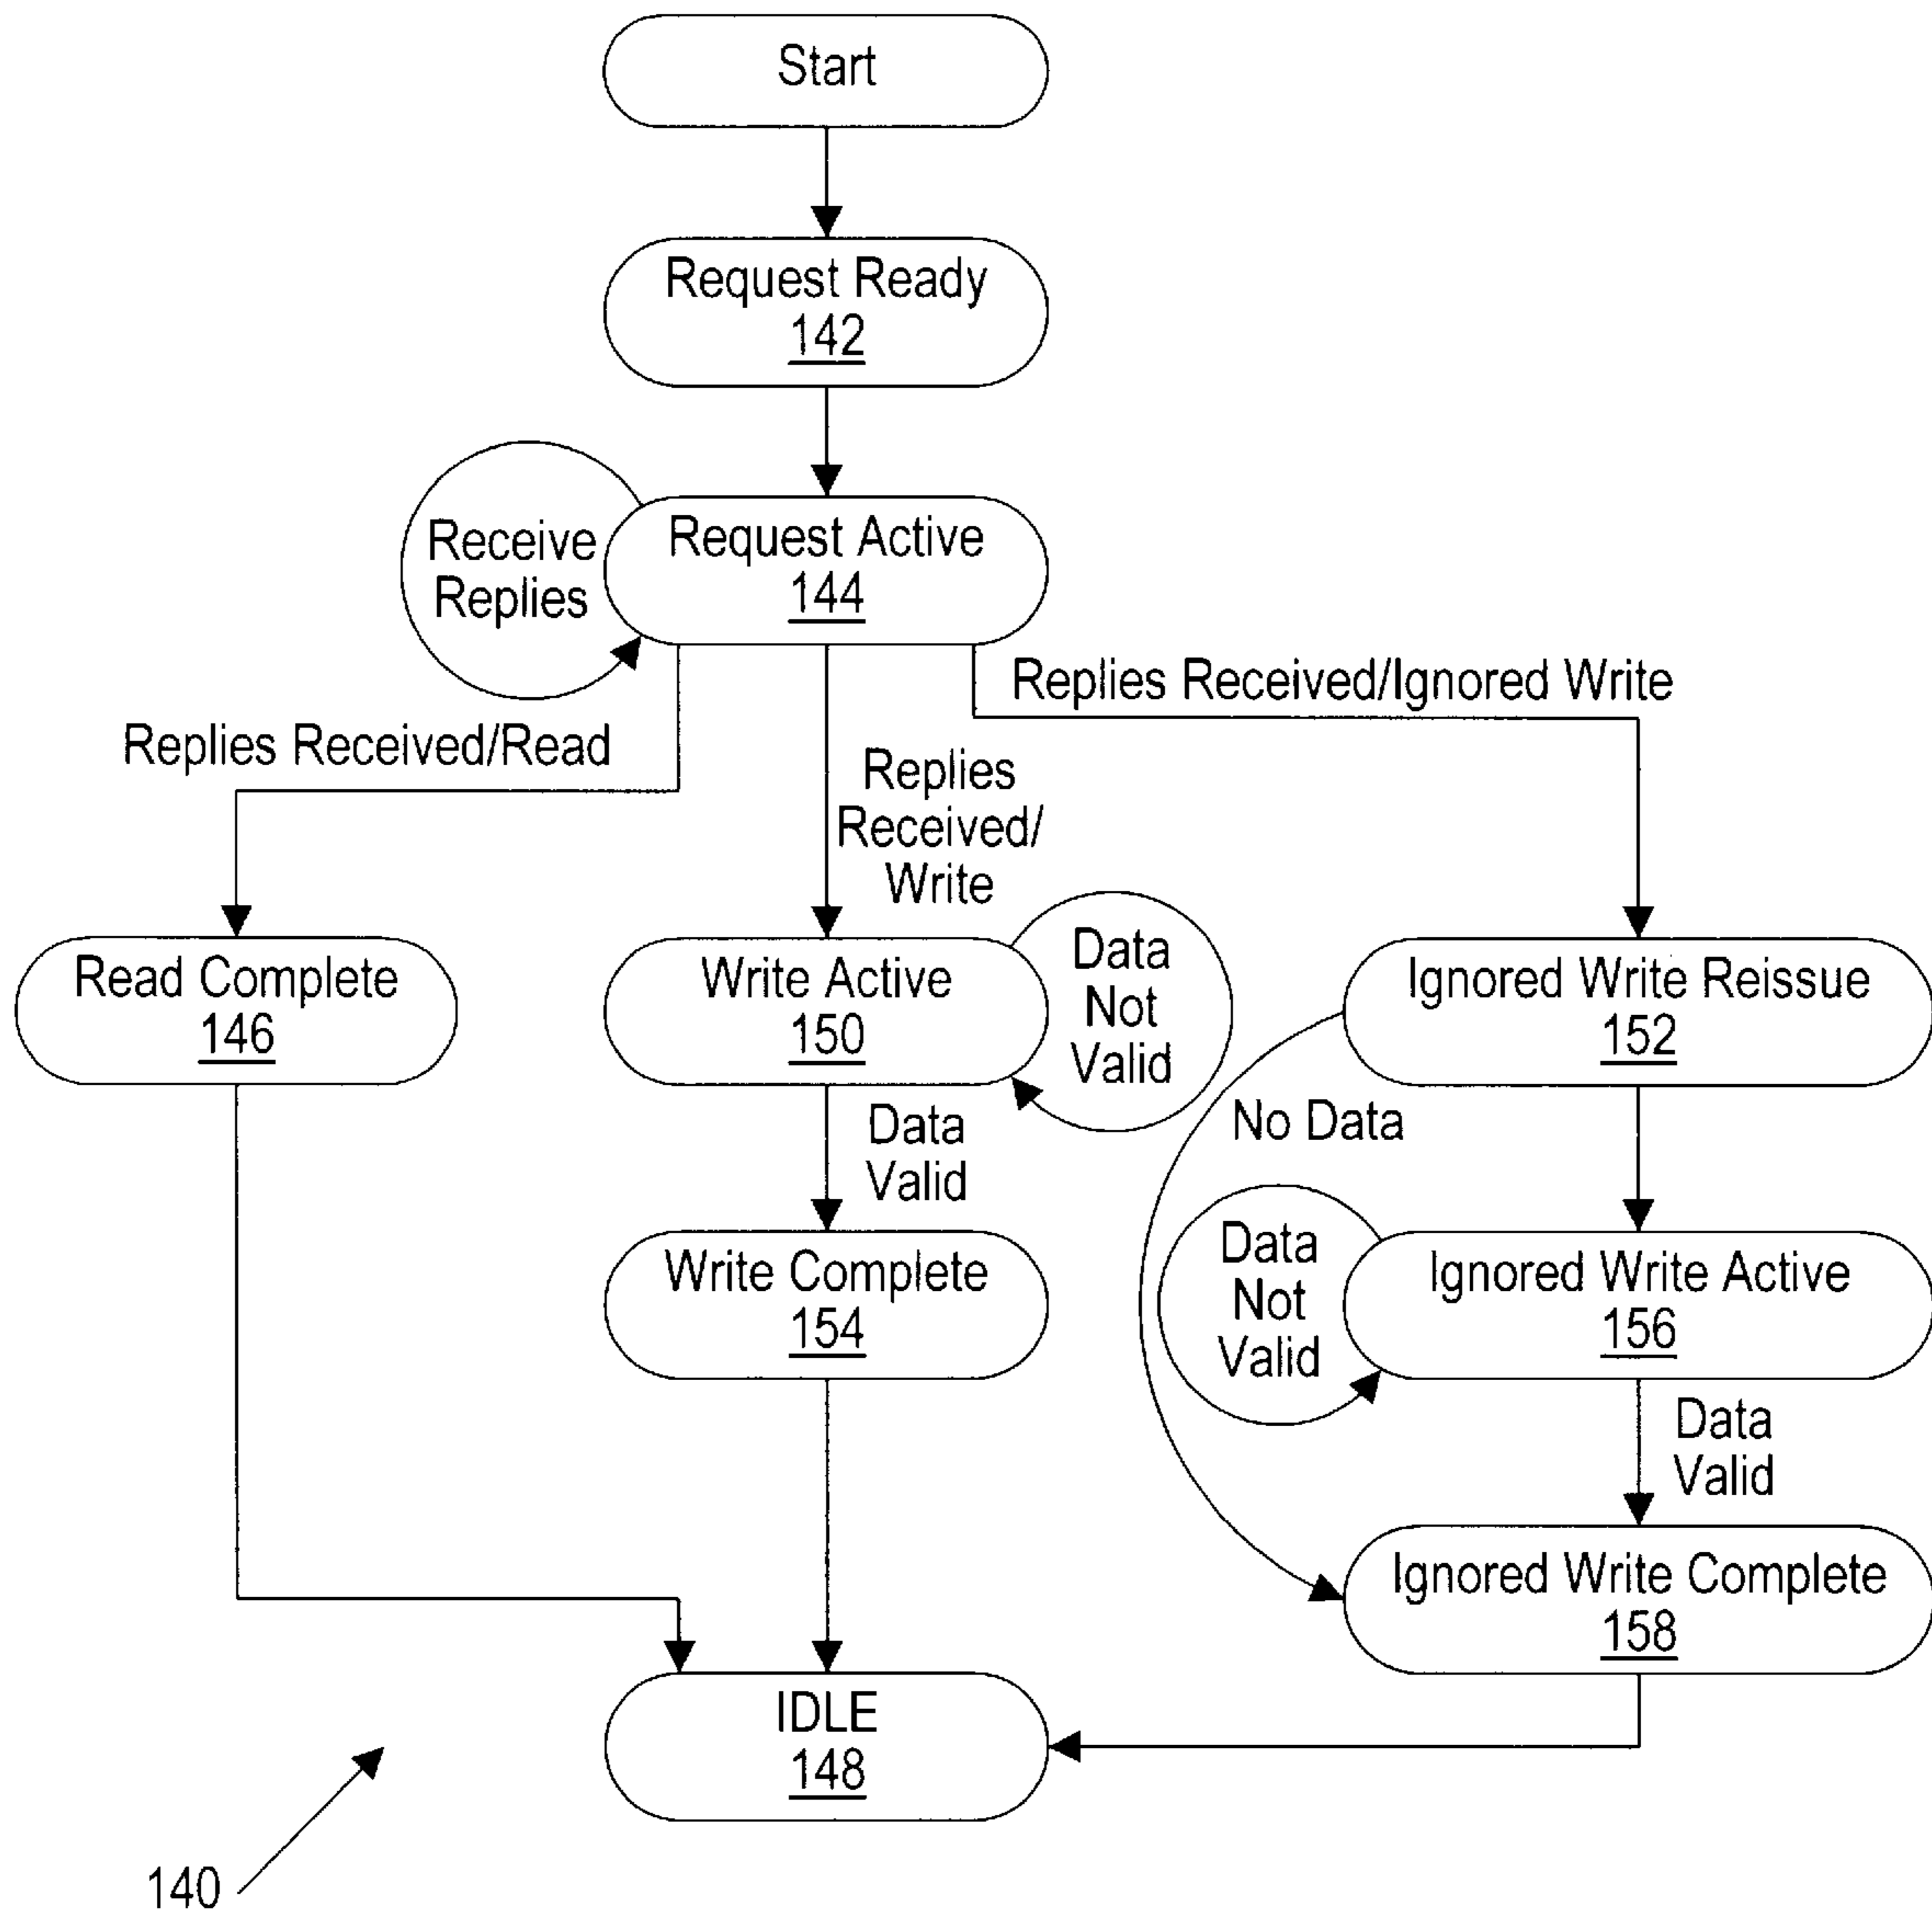 Start
Request Ready
142
Receive
Replies
Request Active
144
Replies Received/Ignored Write
Replies Received/Read
Replies
Received/
Write
Read Complete
146
Write Active
150
Data
Not
Valid
Ignored Write Reissue
152
Data
Valid
No Data
Write Complete
154
Data
Not
Valid
Ignored Write Active
156
Data
Valid
Ignored Write Complete
158
IDLE
148
140